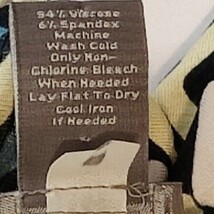 94% Viscose
6% Spandex
Machine
Wash Cold
Only Non-
Chlorine Bleach
When Needed
Lay Flat To Dry
Cool Iron
If Needed